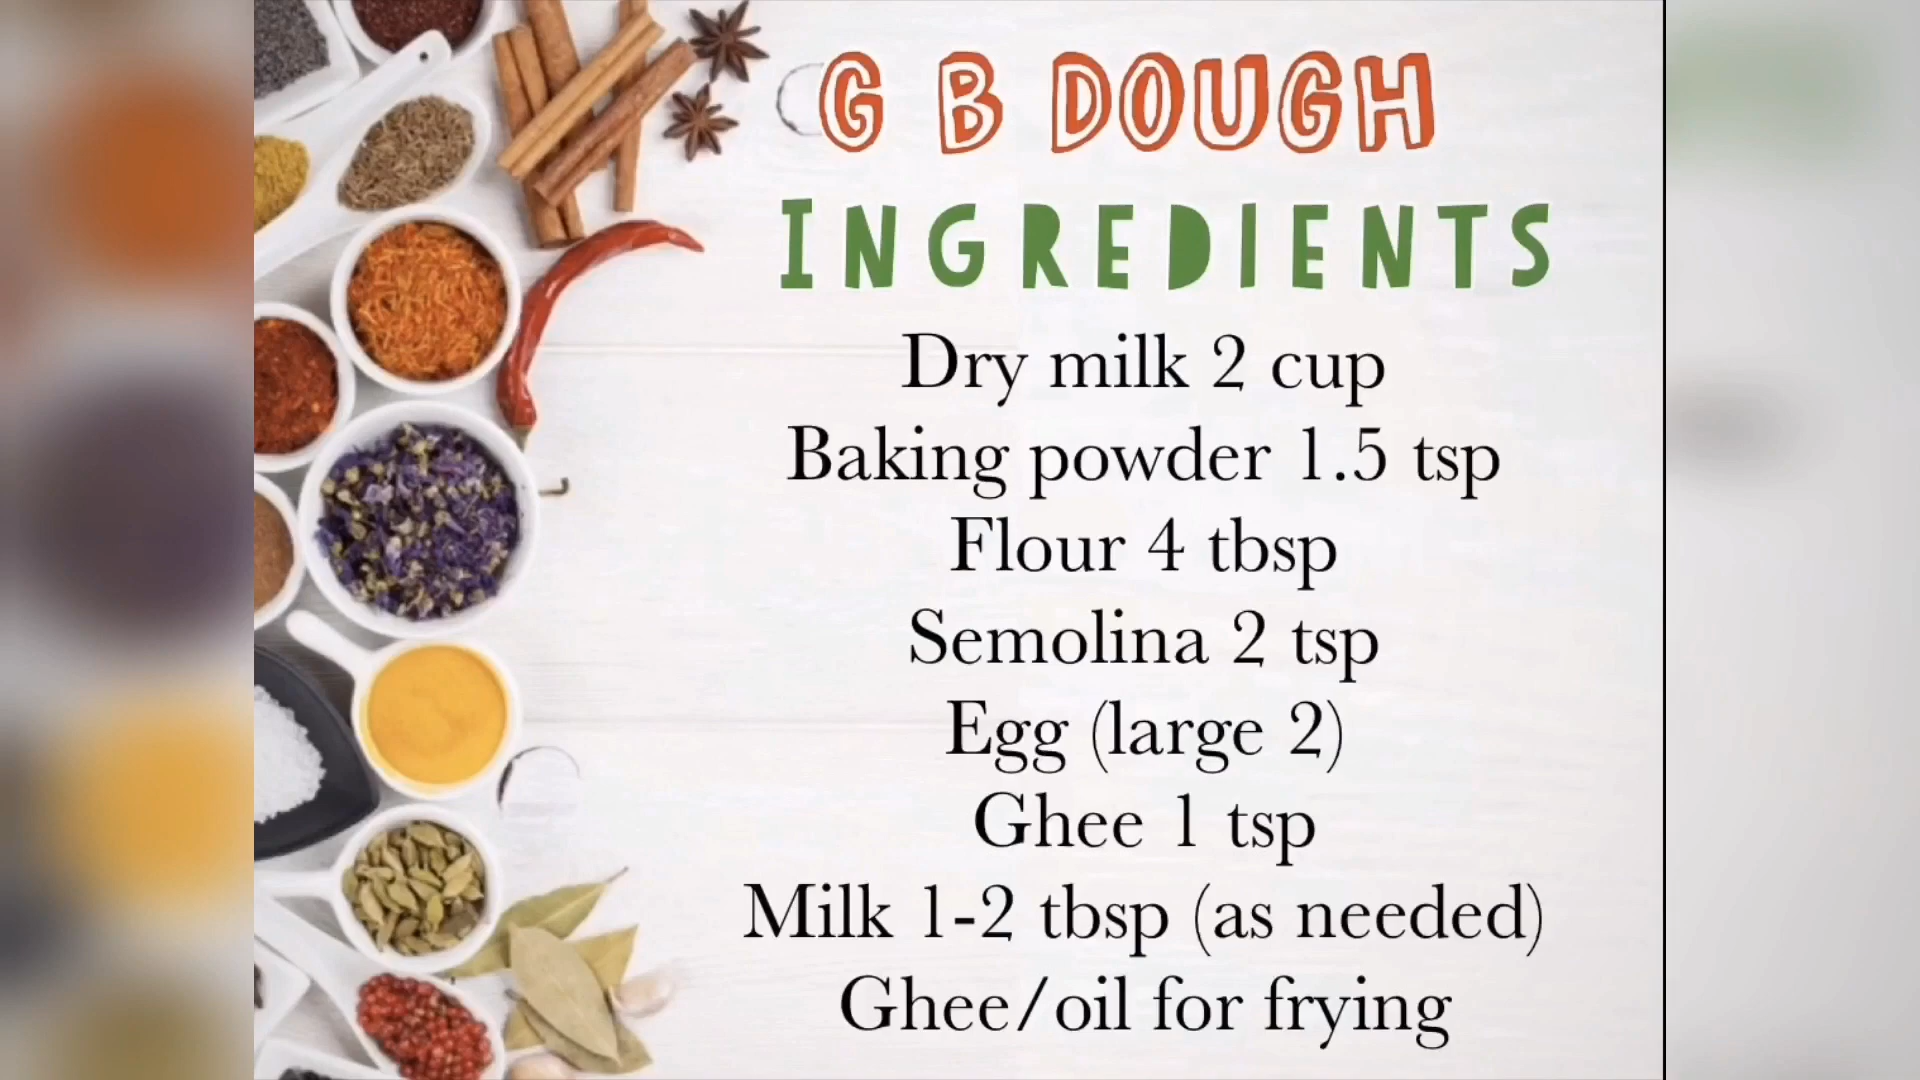 G B DOUGH
INGREDIENTS
Dry milk 2 cup
Baking powder 1.5 tsp
Flour 4 tbsp
Semolina 2 tsp
Egg (large 2)
Ghee 1 tsp
Milk 1-2 tbsp (as needed)
Ghee/oil for frying